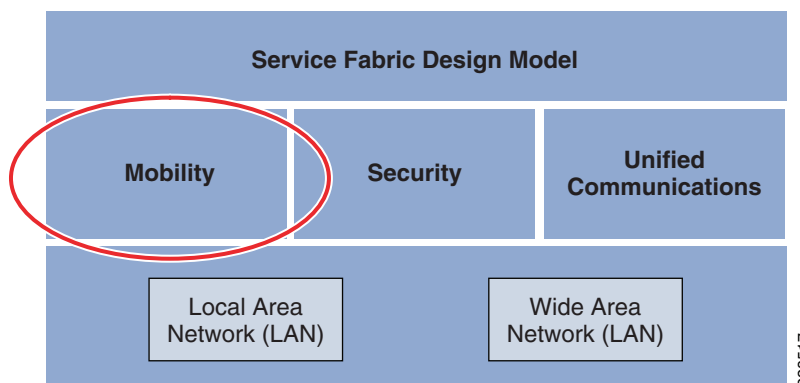 Service Fabric Design Model
Mobility
Security
Unified
Communications
Local Area
Network (LAN)
Wide Area
Network (LAN)